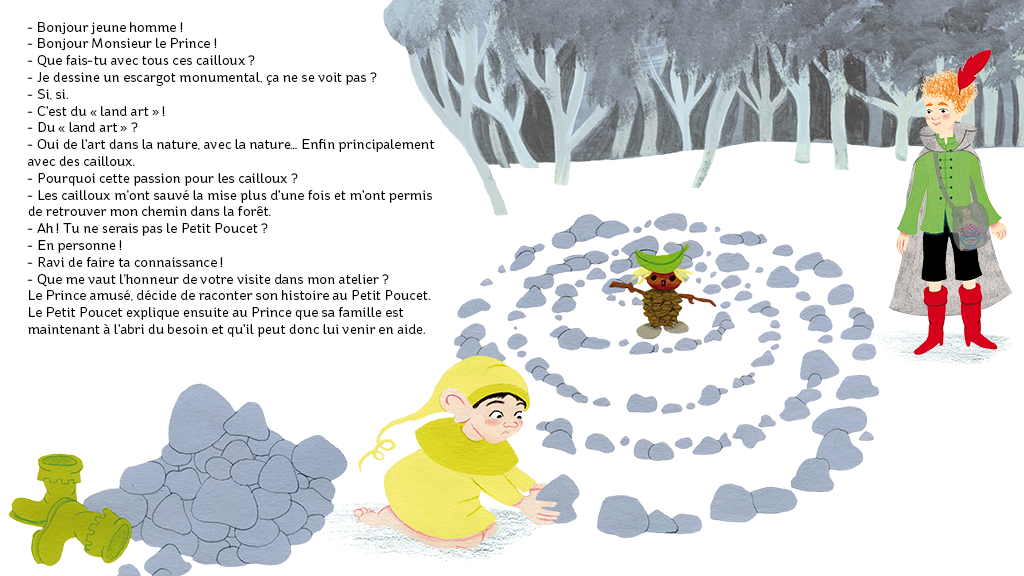 - Bonjour jeune homme !
- Bonjour Monsieur le Prince !
- Que fais-tu avec tous ces cailloux ?
- Je dessine un escargot monumental, ça ne se voit pas ?
- Si, si.
- C'est du « land art » !
- Du « land art » ?
- Oui de l'art dans la nature, avec la nature... Enfin principalement
avec des cailloux.
- Pourquoi cette passion pour les cailloux ?
- Les cailloux m'ont sauvé la mise plus d'une fois et m'ont permis
de retrouver mon chemin dans la forêt.
- Ah ! Tu ne serais pas le Petit Poucet ?
- En personne !
- Ravi de faire ta connaissance !
- Que me vaut l'honneur de votre visite dans mon atelier ?
Le Prince amusé, décide de raconter son histoire au Petit Poucet.
Le Petit Poucet explique ensuite au Prince que sa famille est
maintenant à l'abri du besoin et qu'il peut donc lui venir en aide.